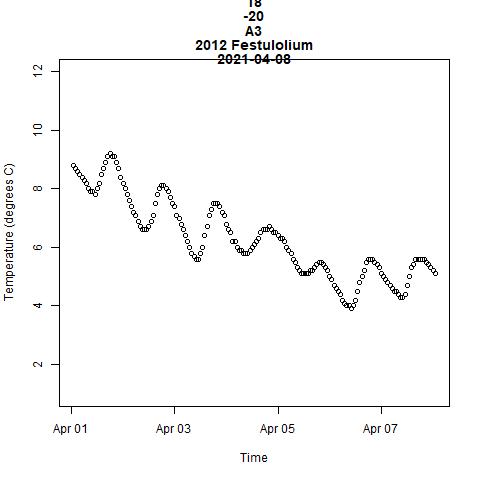 18
-20
A3
2012 Festulolium
2021-04-08
Temperature (degrees C)
12
10
8
6
4
2
Apr 01
Apr 03
Apr 05
Apr 07
Time